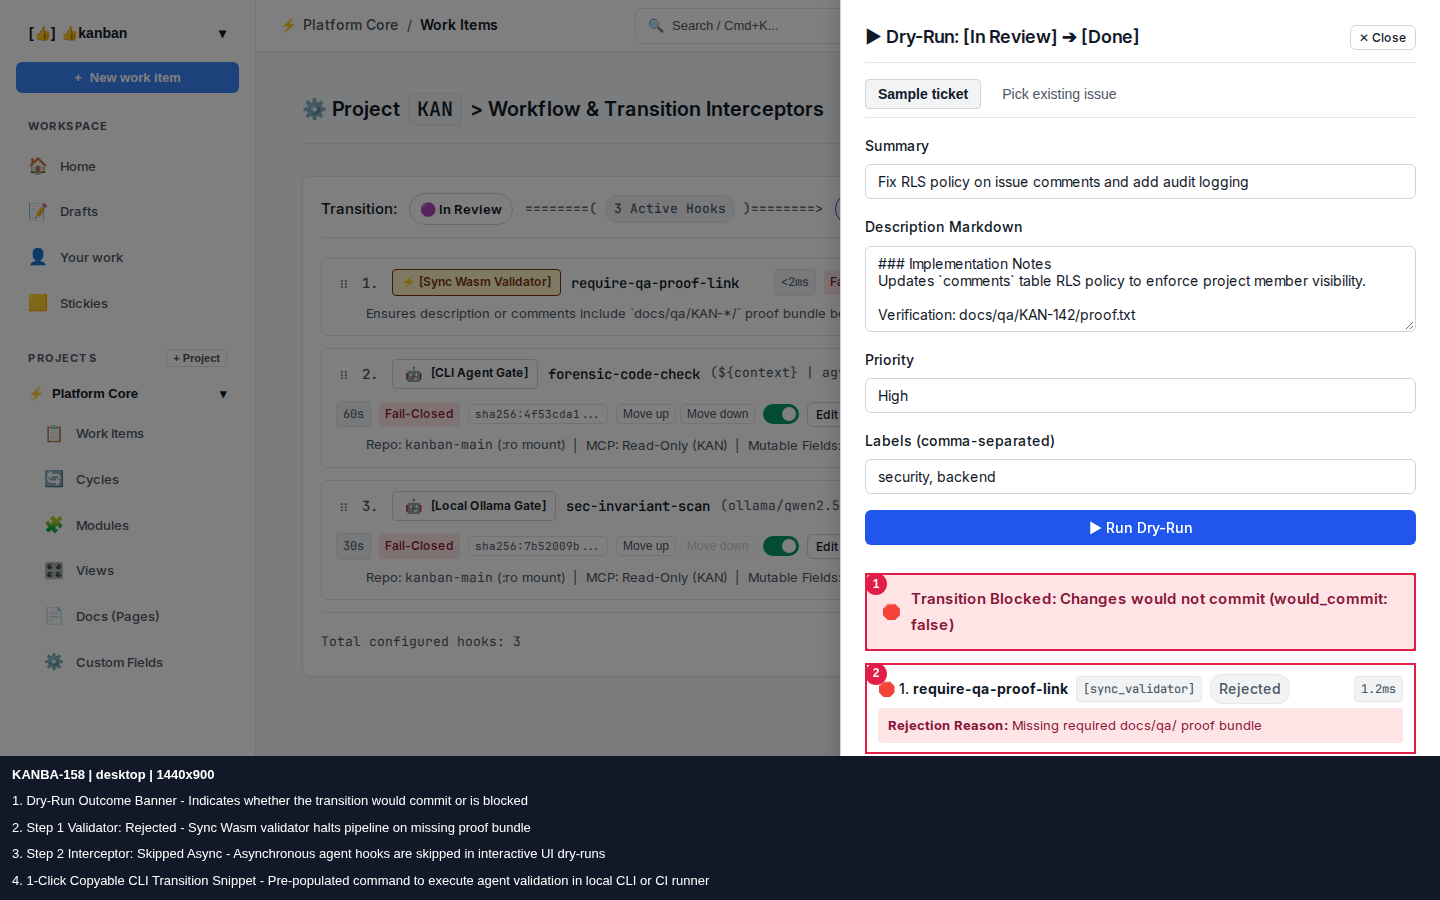 [👍] 👍kanban ▾
+ New work item
WORKSPACE
🏠 Home
📝 Drafts
👤 Your work
🟨 Stickies
PROJECTS + Project
⚡ Platform Core ▾
📋 Work Items
🔄 Cycles
🧩 Modules
🎛️ Views
📄 Docs (Pages)
⚙️ Custom Fields
⚡ Platform Core / Work Items
🔍 Search / Cmd+K...
⚙️ Project KAN > Workflow & Transition Interceptors
Transition: 🟣 In Review ========( 3 Active Hooks )========>
⠿ 1. ⚡ [Sync Wasm Validator] require-qa-proof-link <2ms Fa
Ensures description or comments include `docs/qa/KAN-*/` proof bundle be
⠿ 2. 🤖 [CLI Agent Gate] forensic-code-check (${context} | ag
60s Fail-Closed sha256:4f53cda1... Move up Move down Edit
Repo: kanban-main (:ro mount) | MCP: Read-Only (KAN) | Mutable Fields:
⠿ 3. 🤖 [Local Ollama Gate] sec-invariant-scan (ollama/qwen2.5
30s Fail-Closed sha256:7b52009b... Move up Move down Edit
Repo: kanban-main (:ro mount) | MCP: Read-Only (KAN) | Mutable Fields:
Total configured hooks: 3
▶ Dry-Run: [In Review] ➔ [Done] ✕ Close
Sample ticket Pick existing issue
Summary
Fix RLS policy on issue comments and add audit logging
Description Markdown
### Implementation Notes
Updates `comments` table RLS policy to enforce project member visibility.
Verification: docs/qa/KAN-142/proof.txt
Priority
High
Labels (comma-separated)
security, backend
▶ Run Dry-Run
1
🛑 Transition Blocked: Changes would not commit (would_commit:
false)
2
🛑 1. require-qa-proof-link [sync_validator] Rejected 1.2ms
Rejection Reason: Missing required docs/qa/ proof bundle
KANBA-158 | desktop | 1440x900
1. Dry-Run Outcome Banner - Indicates whether the transition would commit or is blocked
2. Step 1 Validator: Rejected - Sync Wasm validator halts pipeline on missing proof bundle
3. Step 2 Interceptor: Skipped Async - Asynchronous agent hooks are skipped in interactive UI dry-runs
4. 1-Click Copyable CLI Transition Snippet - Pre-populated command to execute agent validation in local CLI or CI runner